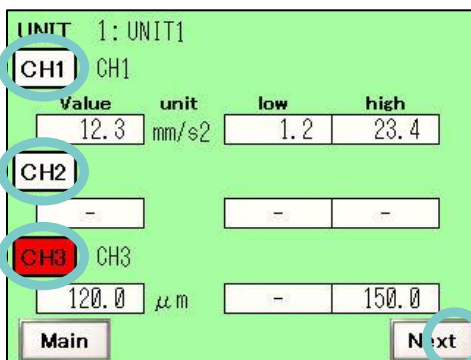 UNIT 1:UNIT1
CH1 CH1
Value unit low high
12.3 mm/s2 1.2 23.4
CH2
- - -
CH3 CH3
120.0 μm - 150.0
Main Next